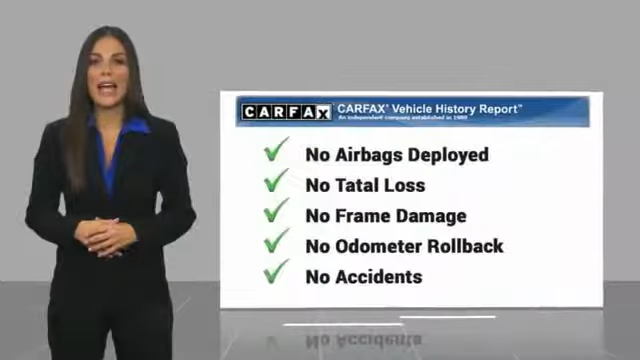 CARFAX CARFAX® Vehicle History Report™
An independent company established in 1986
No Airbags Deployed
No Tatal Loss
No Frame Damage
No Odometer Rollback
No Accidents